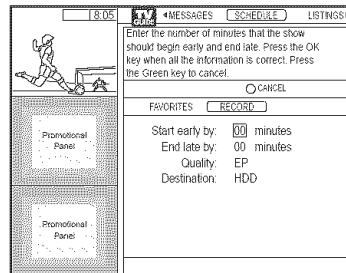 8:05
TV GUIDE
MESSAGES SCHEDULE LISTINGS
Enter the number of minutes that the show
should begin early and end late. Press the OK
key when all the information is correct. Press
the Green key to cancel.
CANCEL
FAVORITES RECORD
Start early by: 00 minutes
End late by: 00 minutes
Quality: EP
Destination: HDD
Promotional
Panel
Promotional
Panel